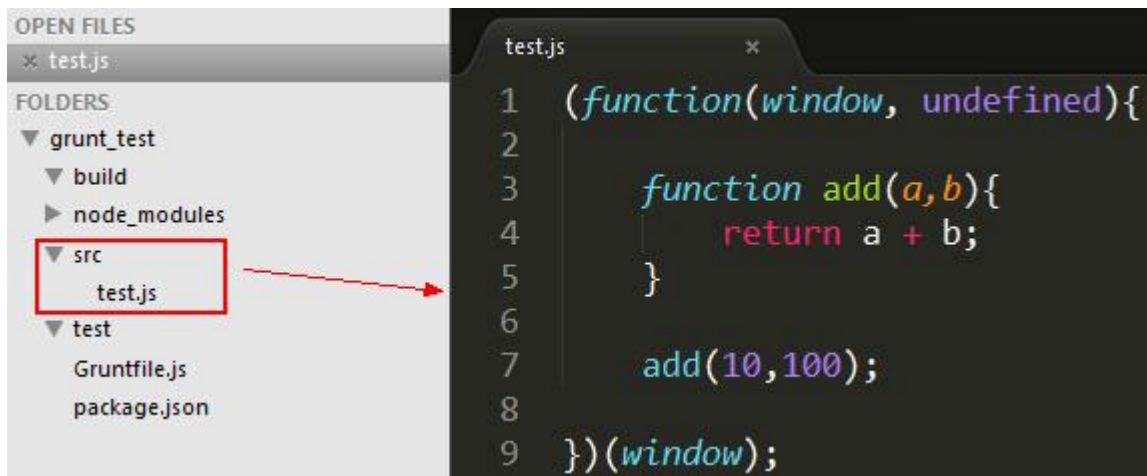 OPEN FILES
× test.js
FOLDERS
▼ grunt_test
▼ build
▶ node_modules
▼ src
test.js
▼ test
Gruntfile.js
package.json
test.js ×
1 (function(window, undefined){
2
3 function add(a,b){
4 return a + b;
5 }
6
7 add(10,100);
8
9 })(window);